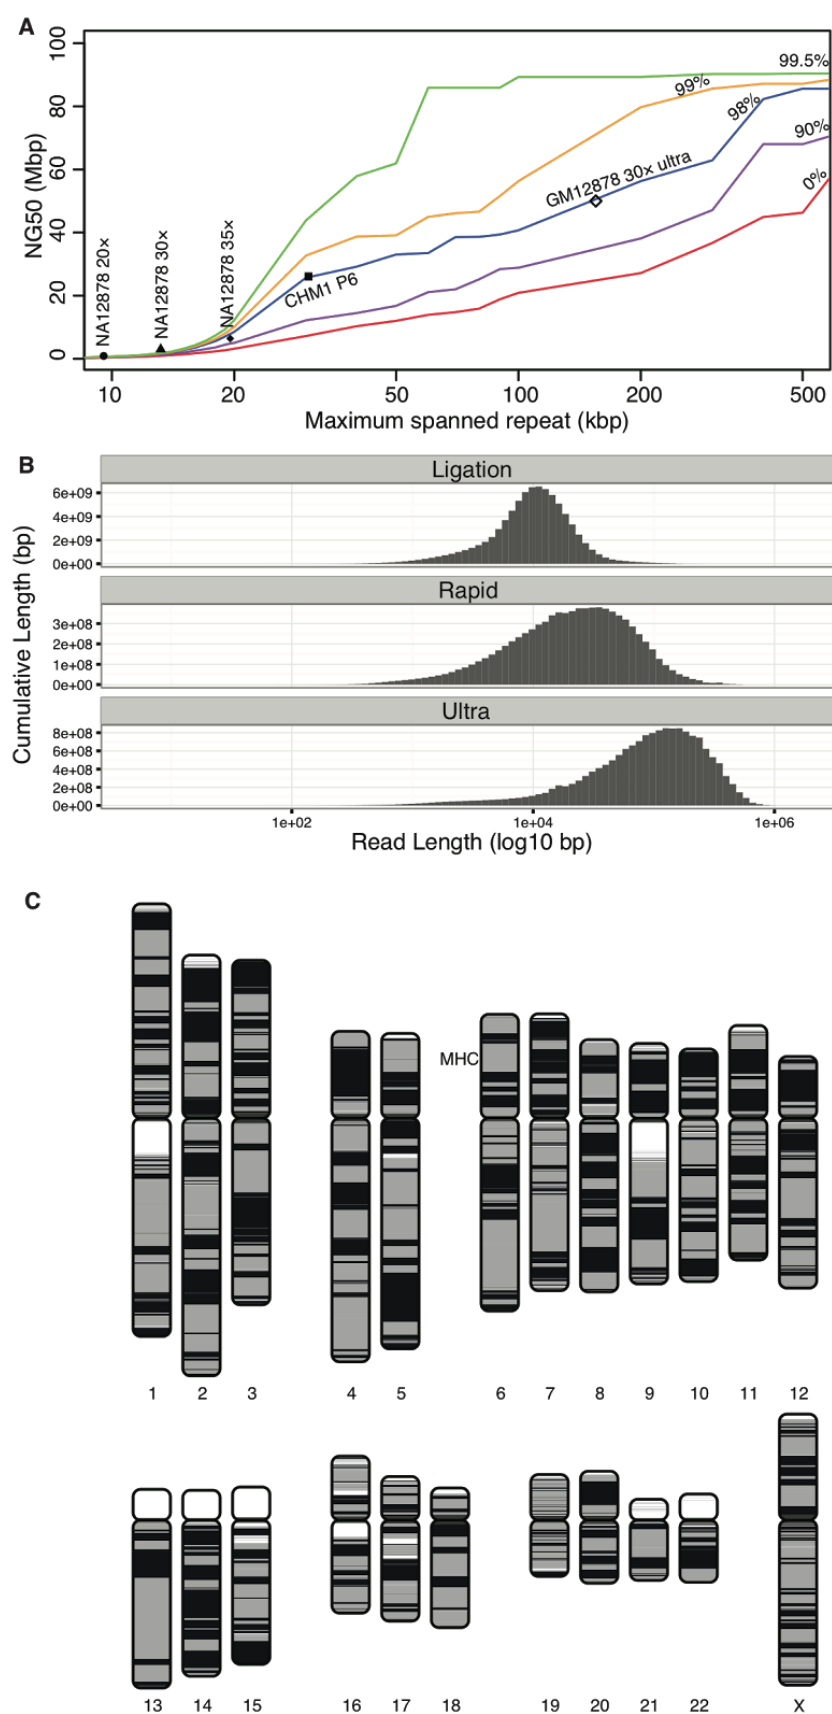 A
NG50 (Mbp)
100
80
60
40
20
0
NA12878 20×
NA12878 30×
NA12878 35×
CHM1 P6
GM12878 30x ultra
99.5%
99%
98%
90%
0%
10 20 50 100 200 500
Maximum spanned repeat (kbp)
B
Cumulative Length (bp)
Ligation
6e+09
4e+09
2e+09
0e+00
Rapid
3e+08
2e+08
1e+08
0e+00
Ultra
8e+08
6e+08
4e+08
2e+08
0e+00
1e+02 1e+04 1e+06
Read Length (log10 bp)
C
MHC
1 2 3 4 5 6 7 8 9 10 11 12
13 14 15 16 17 18 19 20 21 22 X